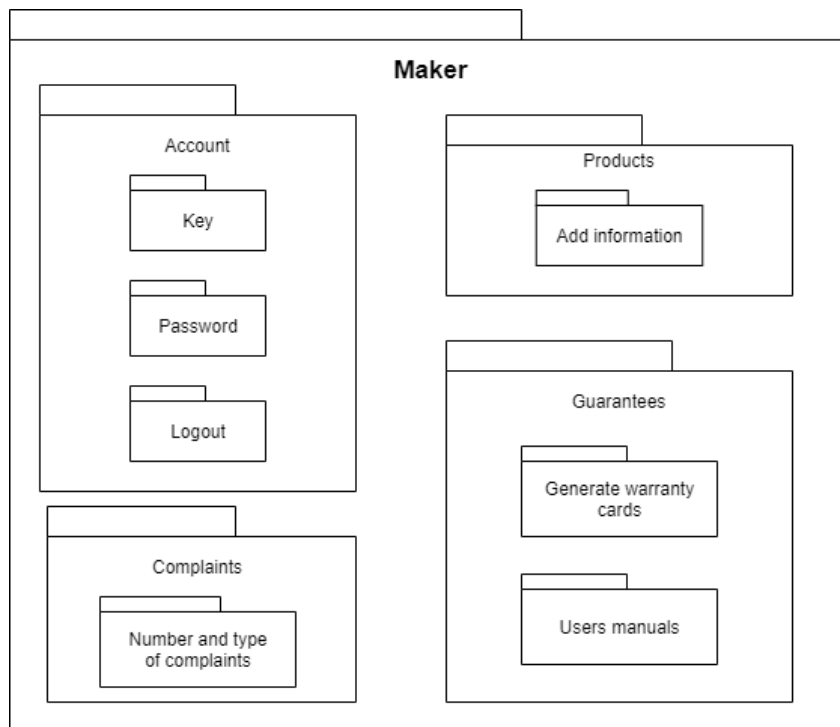 Maker
Account
Key
Password
Logout
Products
Add information
Guarantees
Generate warranty
cards
Users manuals
Complaints
Number and type
of complaints